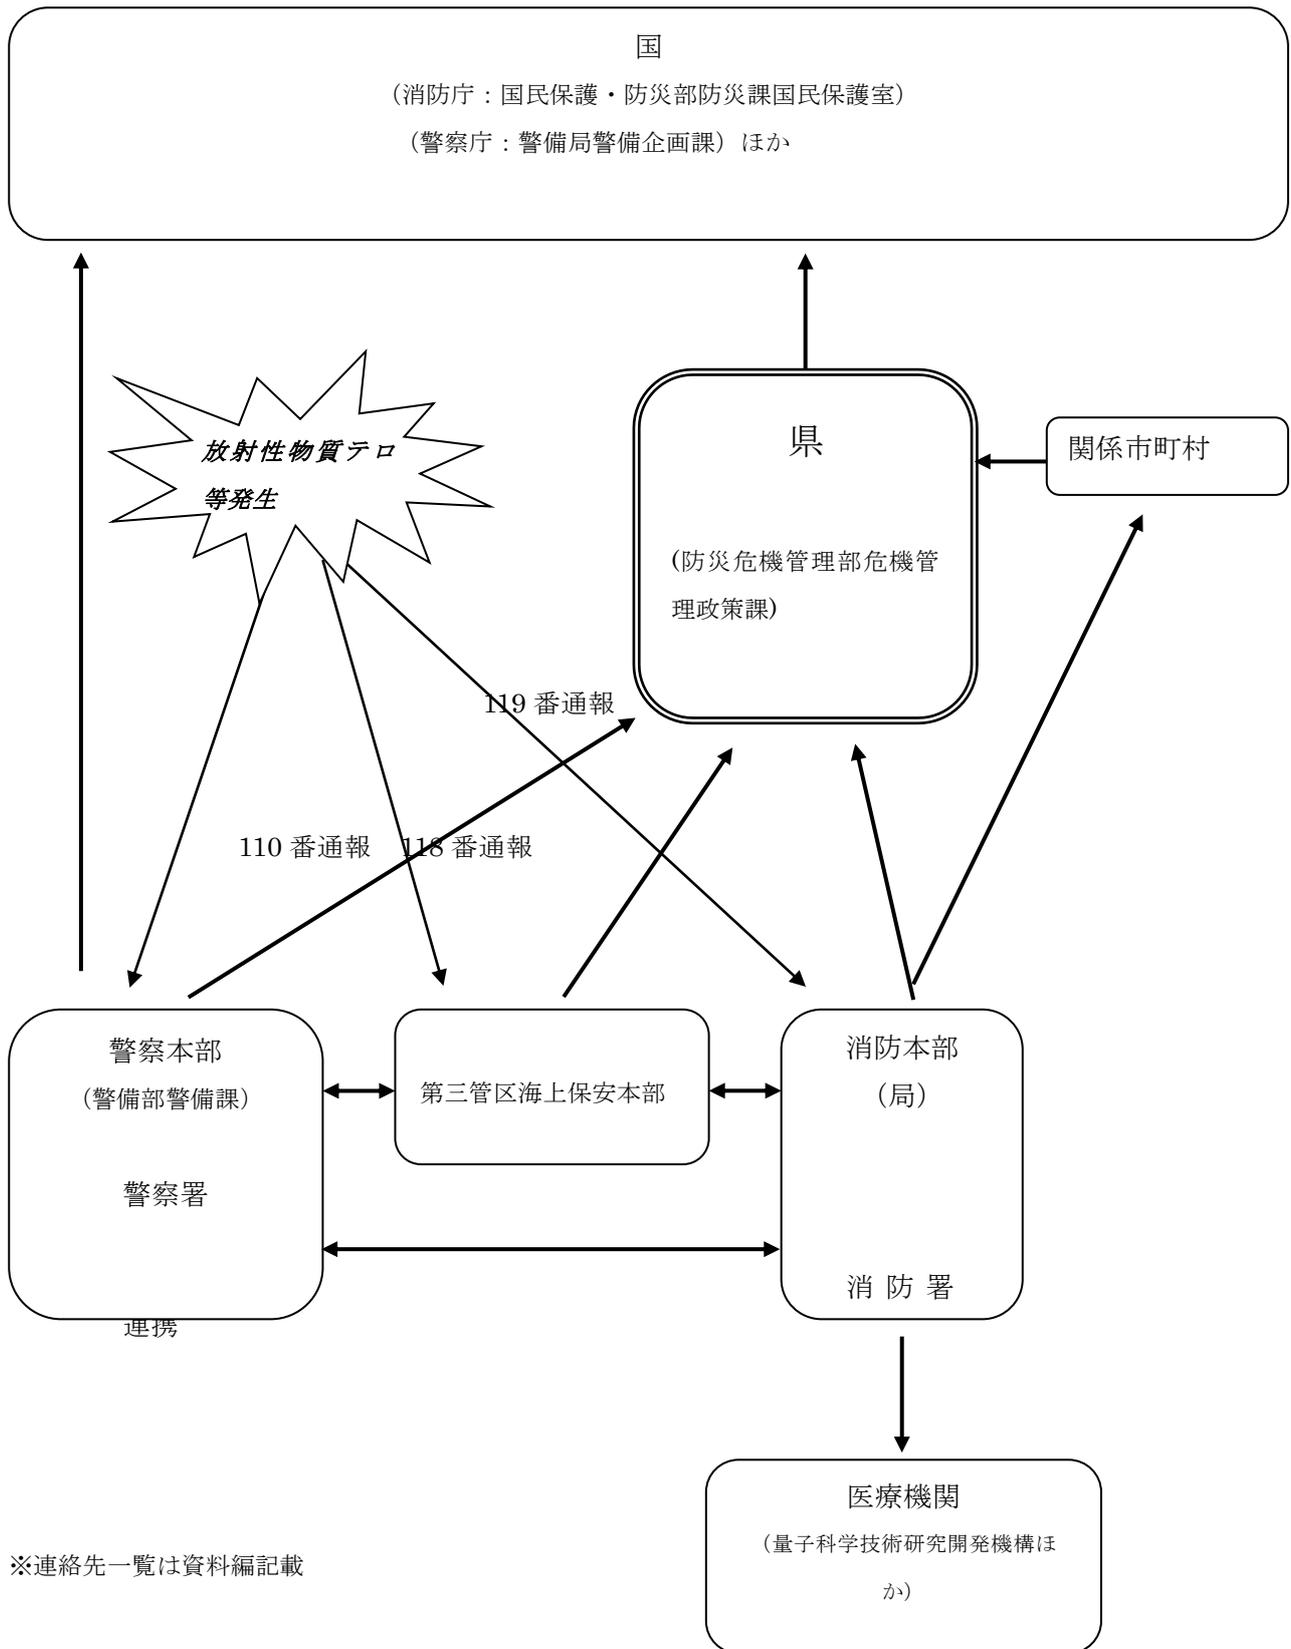 国
（消防庁：国民保護・防災部防災課国民保護室）
（警察庁：警備局警備企画課）ほか
放射性物質テロ
等発生
県
(防災危機管理部危機管
理政策課)
関係市町村
119 番通報
110 番通報
118 番通報
警察本部
（警備部警備課）
警察署
連携
第三管区海上保安本部
消防本部
（局）
消 防 署
医療機関
（量子科学技術研究開発機構ほ
か）
※連絡先一覧は資料編記載